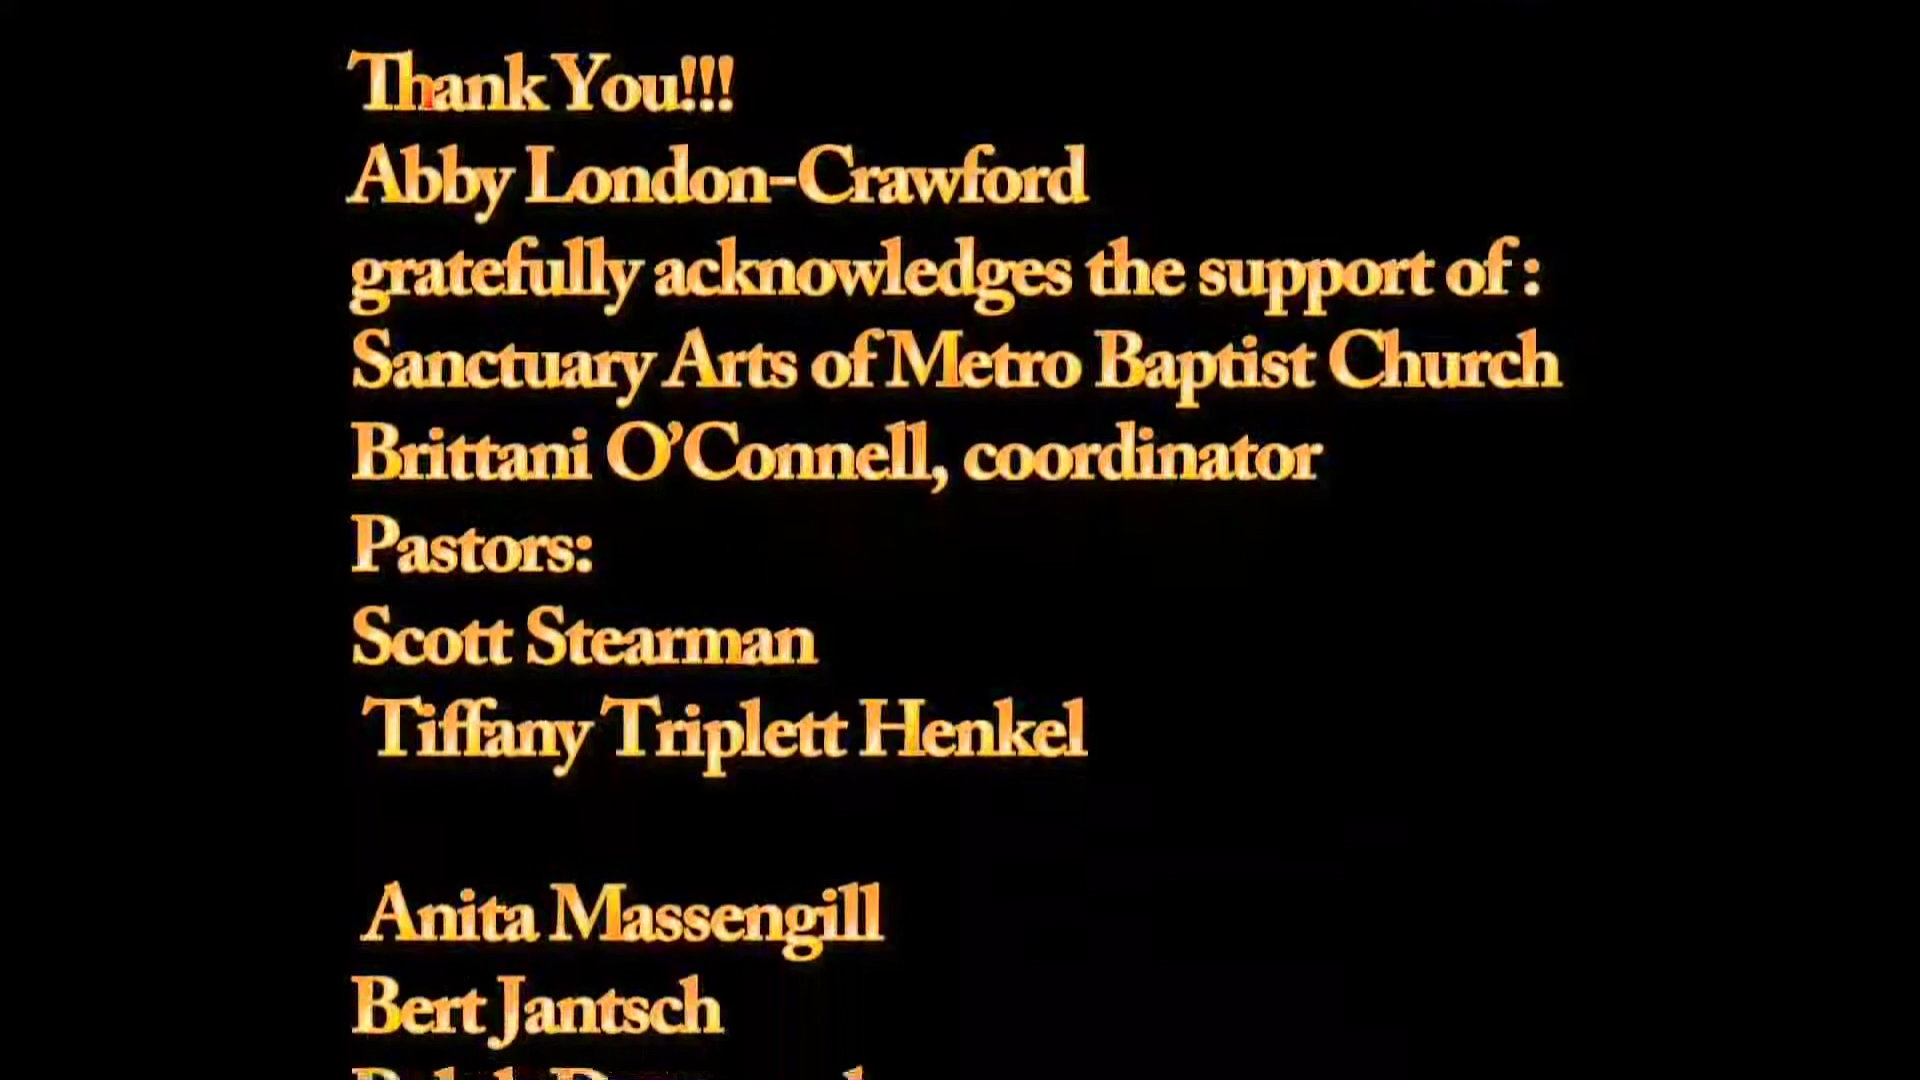 Thank You!!!
Abby London-Crawford
gratefully acknowledges the support of :
Sanctuary Arts of Metro Baptist Church
Brittani O’Connell, coordinator
Pastors:
Scott Stearman
Tiffany Triplett Henkel
Anita Massengill
Bert Jantsch